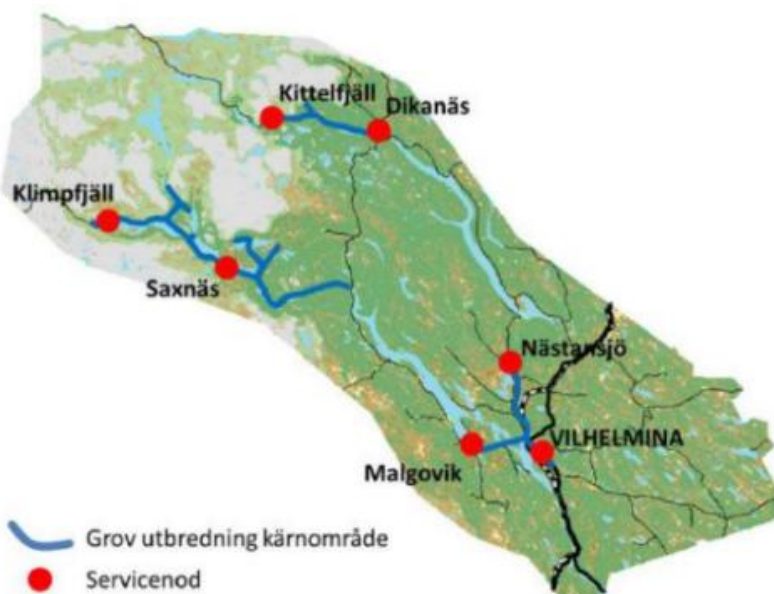 Kittelfjäll
Dikanäs
Klimpfjäll
Saxnäs
Nästansjö
VILHELMINA
Malgovik
Grov utbredning kärnområde
Servicenod